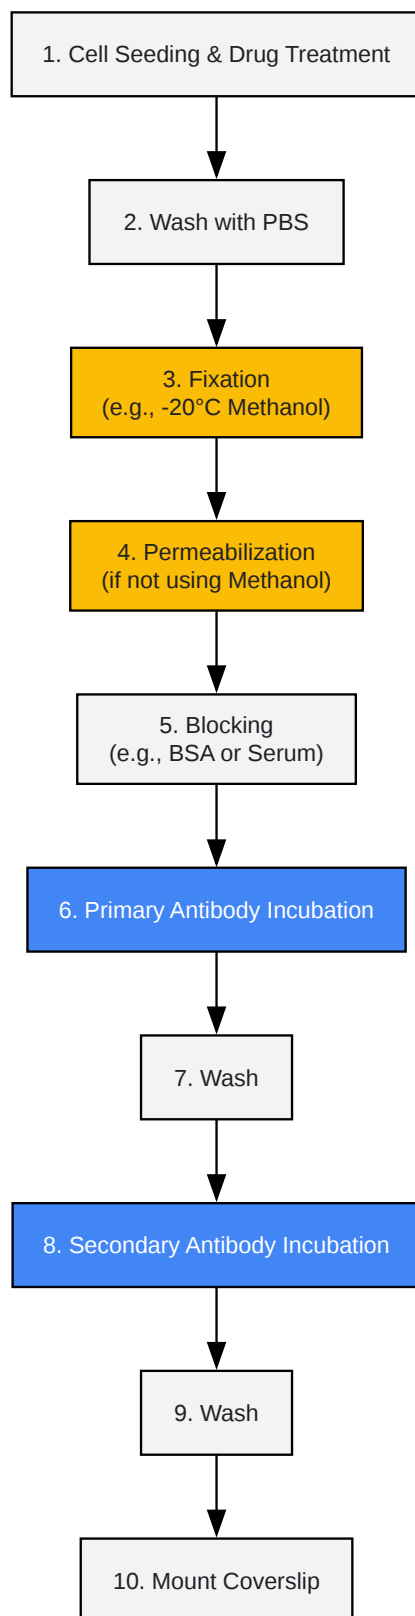 1. Cell Seeding & Drug Treatment
2. Wash with PBS
3. Fixation
(e.g., -20°C Methanol)
4. Permeabilization
(if not using Methanol)
5. Blocking
(e.g., BSA or Serum)
6. Primary Antibody Incubation
7. Wash
8. Secondary Antibody Incubation
9. Wash
10. Mount Coverslip